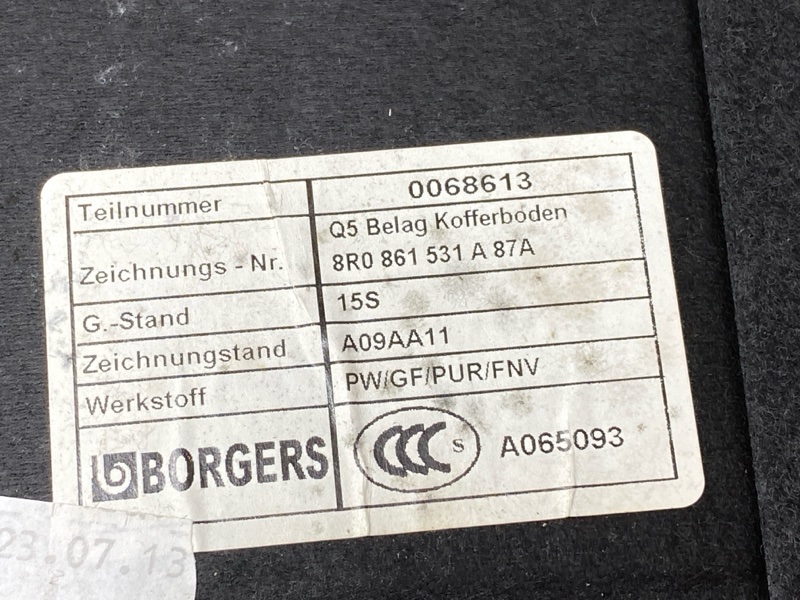 Teilnummer 0068613
Zeichnungs - Nr. Q5 Belag Kofferboden
8R0 861 531 A 87A
G.-Stand 15S
Zeichnungstand A09AA11
Werkstoff PW/GF/PUR/FNV
BORGERS CCC S A065093
23.07.13
2